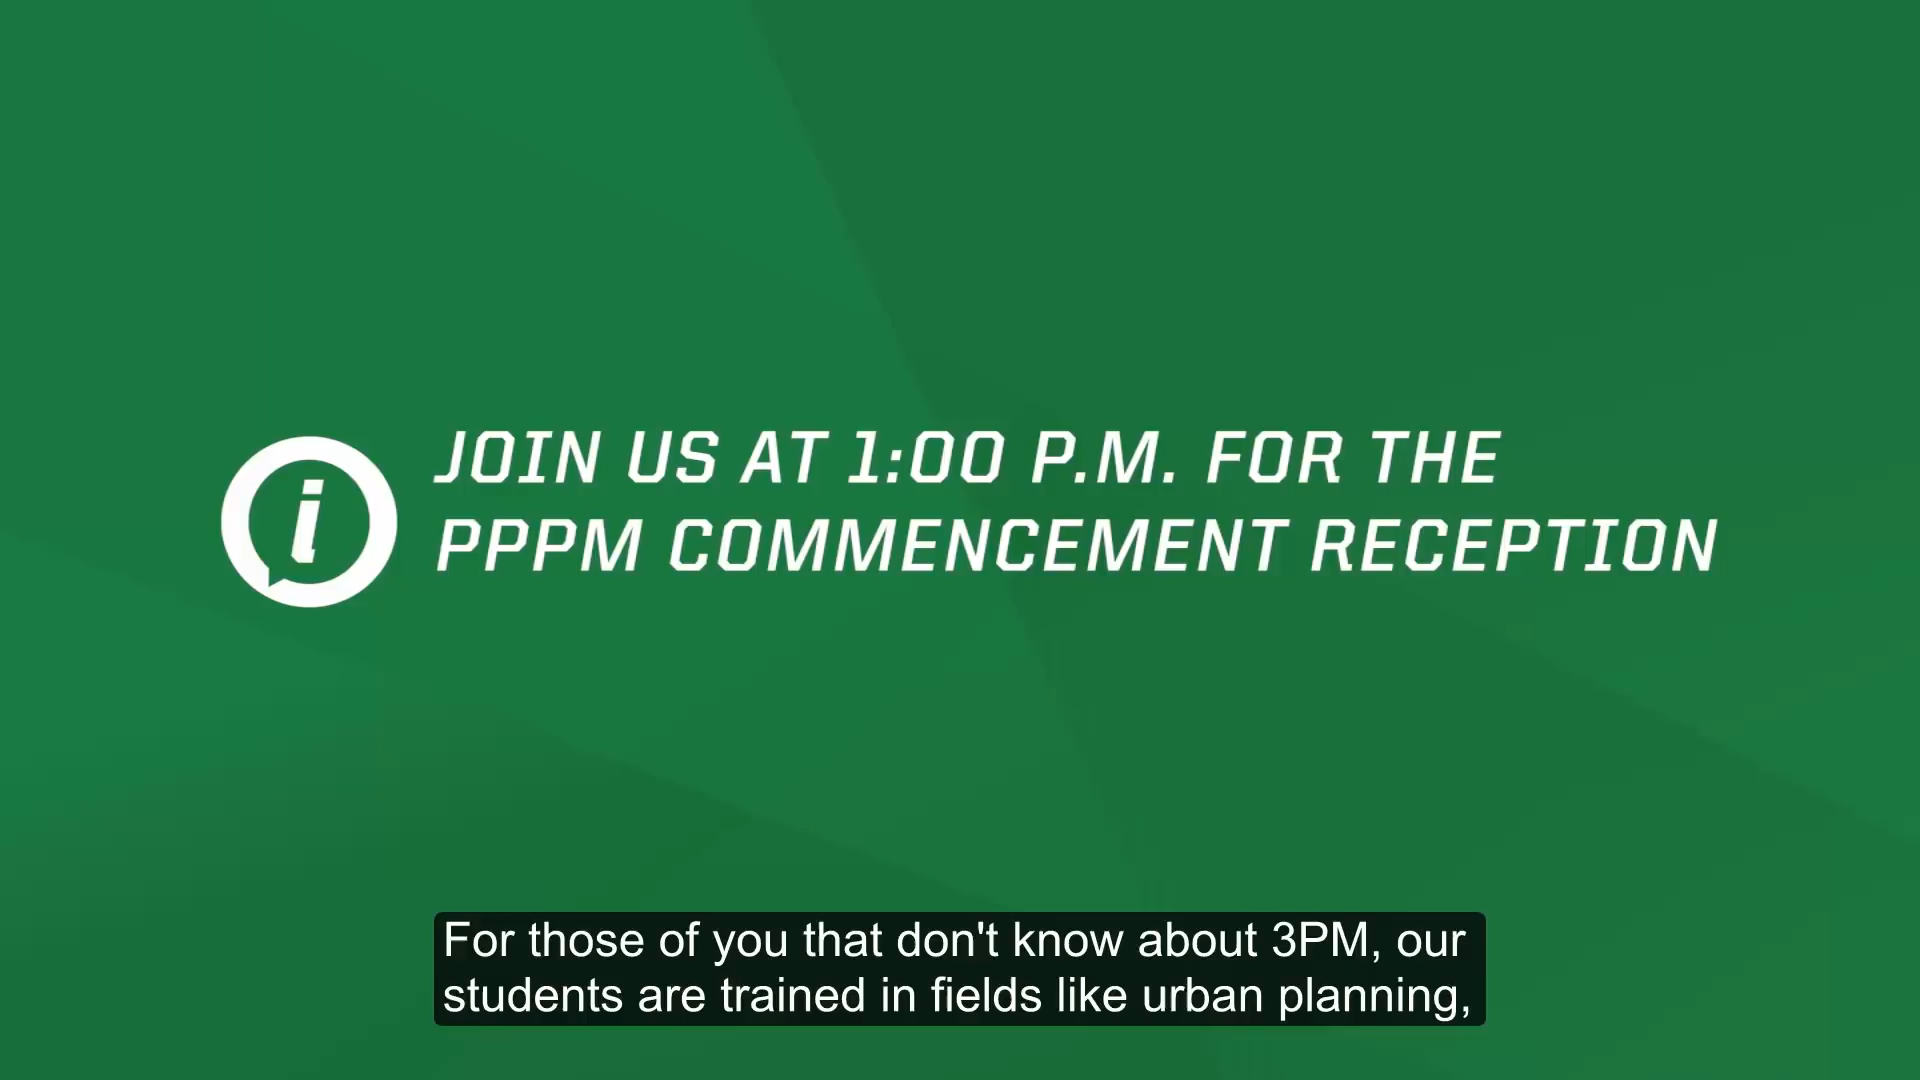 i
JOIN US AT 1:00 P.M. FOR THE
PPPM COMMENCEMENT RECEPTION
For those of you that don't know about 3PM, our
students are trained in fields like urban planning,